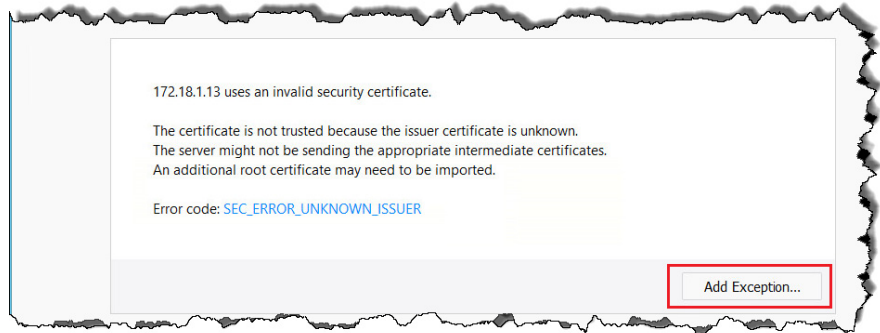 172.18.1.13 uses an invalid security certificate.
The certificate is not trusted because the issuer certificate is unknown.
The server might not be sending the appropriate intermediate certificates.
An additional root certificate may need to be imported.
Error code: SEC_ERROR_UNKNOWN_ISSUER
Add Exception...